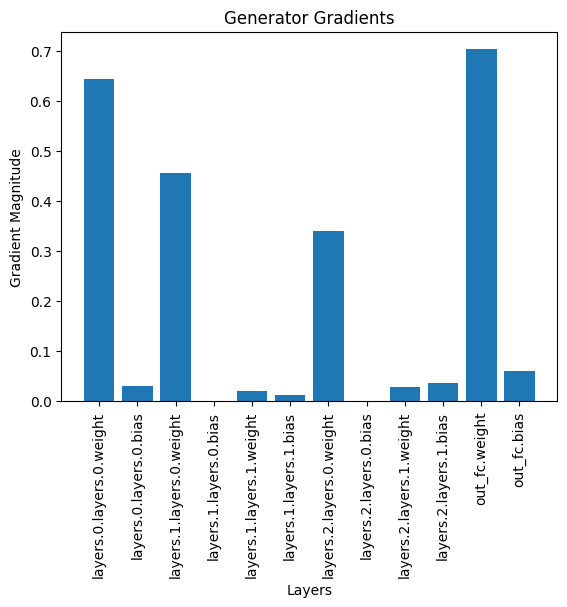 Generator Gradients
Gradient Magnitude
0.7
0.6
0.5
0.4
0.3
0.2
0.1
0.0
layers.0.layers.0.weight
layers.0.layers.0.bias
layers.1.layers.0.weight
layers.1.layers.0.bias
layers.1.layers.1.weight
layers.1.layers.1.bias
layers.2.layers.0.weight
layers.2.layers.0.bias
layers.2.layers.1.weight
layers.2.layers.1.bias
out_fc.weight
out_fc.bias
Layers